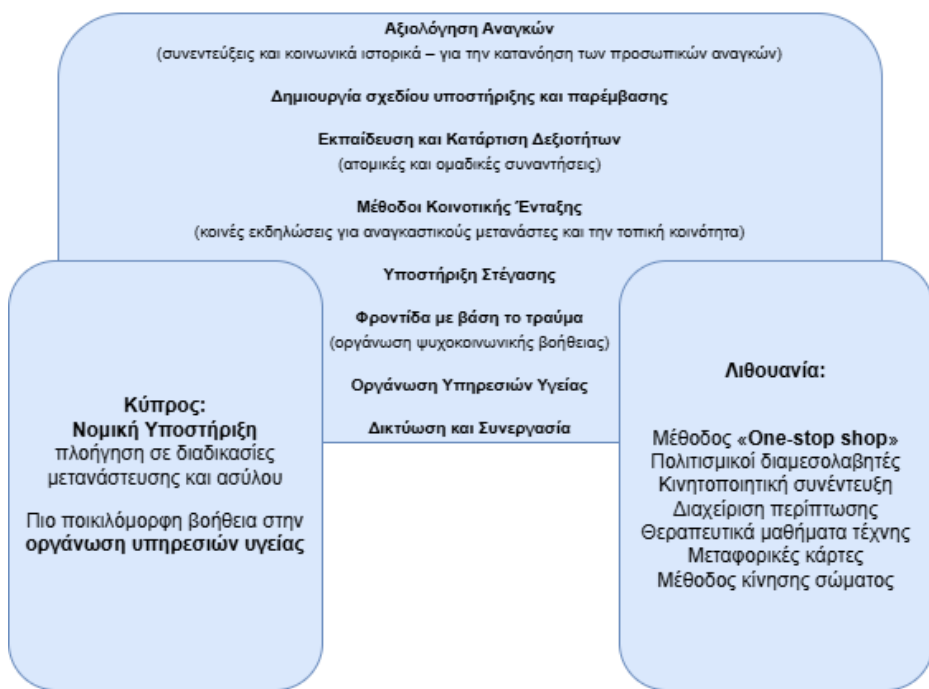 Αξιολόγηση Αναγκών
(συνεντεύξεις και κοινωνικά ιστορικά – για την κατανόηση των προσωπικών αναγκών)
Δημιουργία σχεδίου υποστήριξης και παρέμβασης
Εκπαίδευση και Κατάρτιση Δεξιοτήτων
(ατομικές και ομαδικές συναντήσεις)
Μέθοδοι Κοινοτικής Ένταξης
(κοινές εκδηλώσεις για αναγκαστικούς μετανάστες και την τοπική κοινότητα)
Υποστήριξη Στέγασης
Φροντίδα με βάση το τραύμα
(οργάνωση ψυχοκοινωνικής βοήθειας)
Οργάνωση Υπηρεσιών Υγείας
Δικτύωση και Συνεργασία
Κύπρος:
Νομική Υποστήριξη
πλοήγηση σε διαδικασίες
μετανάστευσης και ασύλου
Πιο ποικιλόμορφη βοήθεια στην
οργάνωση υπηρεσιών υγείας
Λιθουανία:
Μέθοδος «One-stop shop»
Πολιτισμικοί διαμεσολαβητές
Κινητοποιητική συνέντευξη
Διαχείριση περίπτωσης
Θεραπευτικά μαθήματα τέχνης
Μεταφορικές κάρτες
Μέθοδος κίνησης σώματος